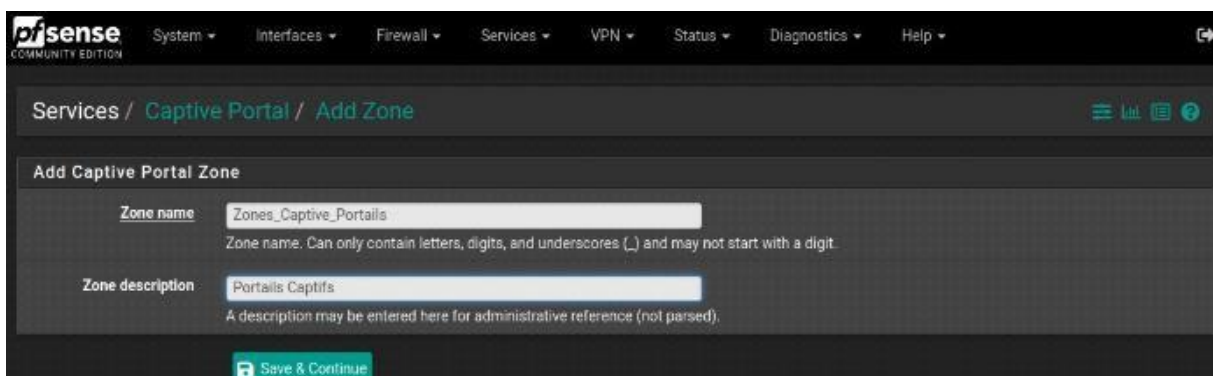 pfsense System Interfaces Firewall Services VPN Status Diagnostics Help
COMMUNITY EDITION
Services / Captive Portal / Add Zone
Add Captive Portal Zone
Zone name Zones_Captive_Portails
Zone name. Can only contain letters, digits, and underscores (_) and may not start with a digit.
Zone description Portails Captifs
A description may be entered here for administrative reference (not parsed).
Save & Continue